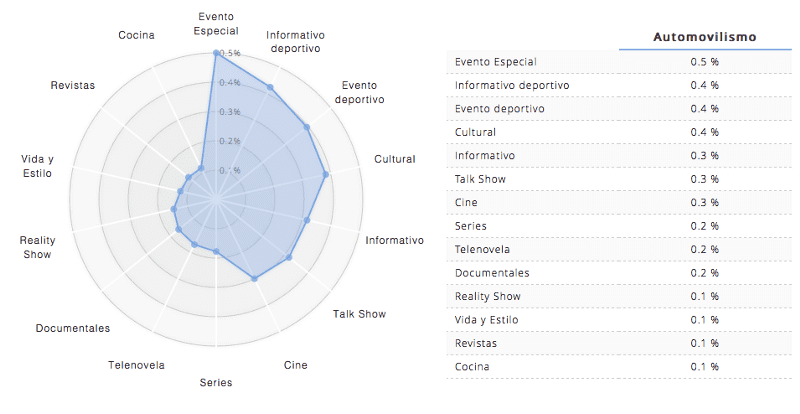 Evento
Especial
Informativo
deportivo
Evento
deportivo
Cultural
Informativo
Talk Show
Cine
Series
Telenovela
Documentales
Reality
Show
Vida y
Estilo
Revistas
Cocina
0.5%
0.4%
0.3%
0.2%
0.1%
Automovilismo
Evento Especial 0.5 %
Informativo deportivo 0.4 %
Evento deportivo 0.4 %
Cultural 0.4 %
Informativo 0.3 %
Talk Show 0.3 %
Cine 0.3 %
Series 0.2 %
Telenovela 0.2 %
Documentales 0.2 %
Reality Show 0.1 %
Vida y Estilo 0.1 %
Revistas 0.1 %
Cocina 0.1 %